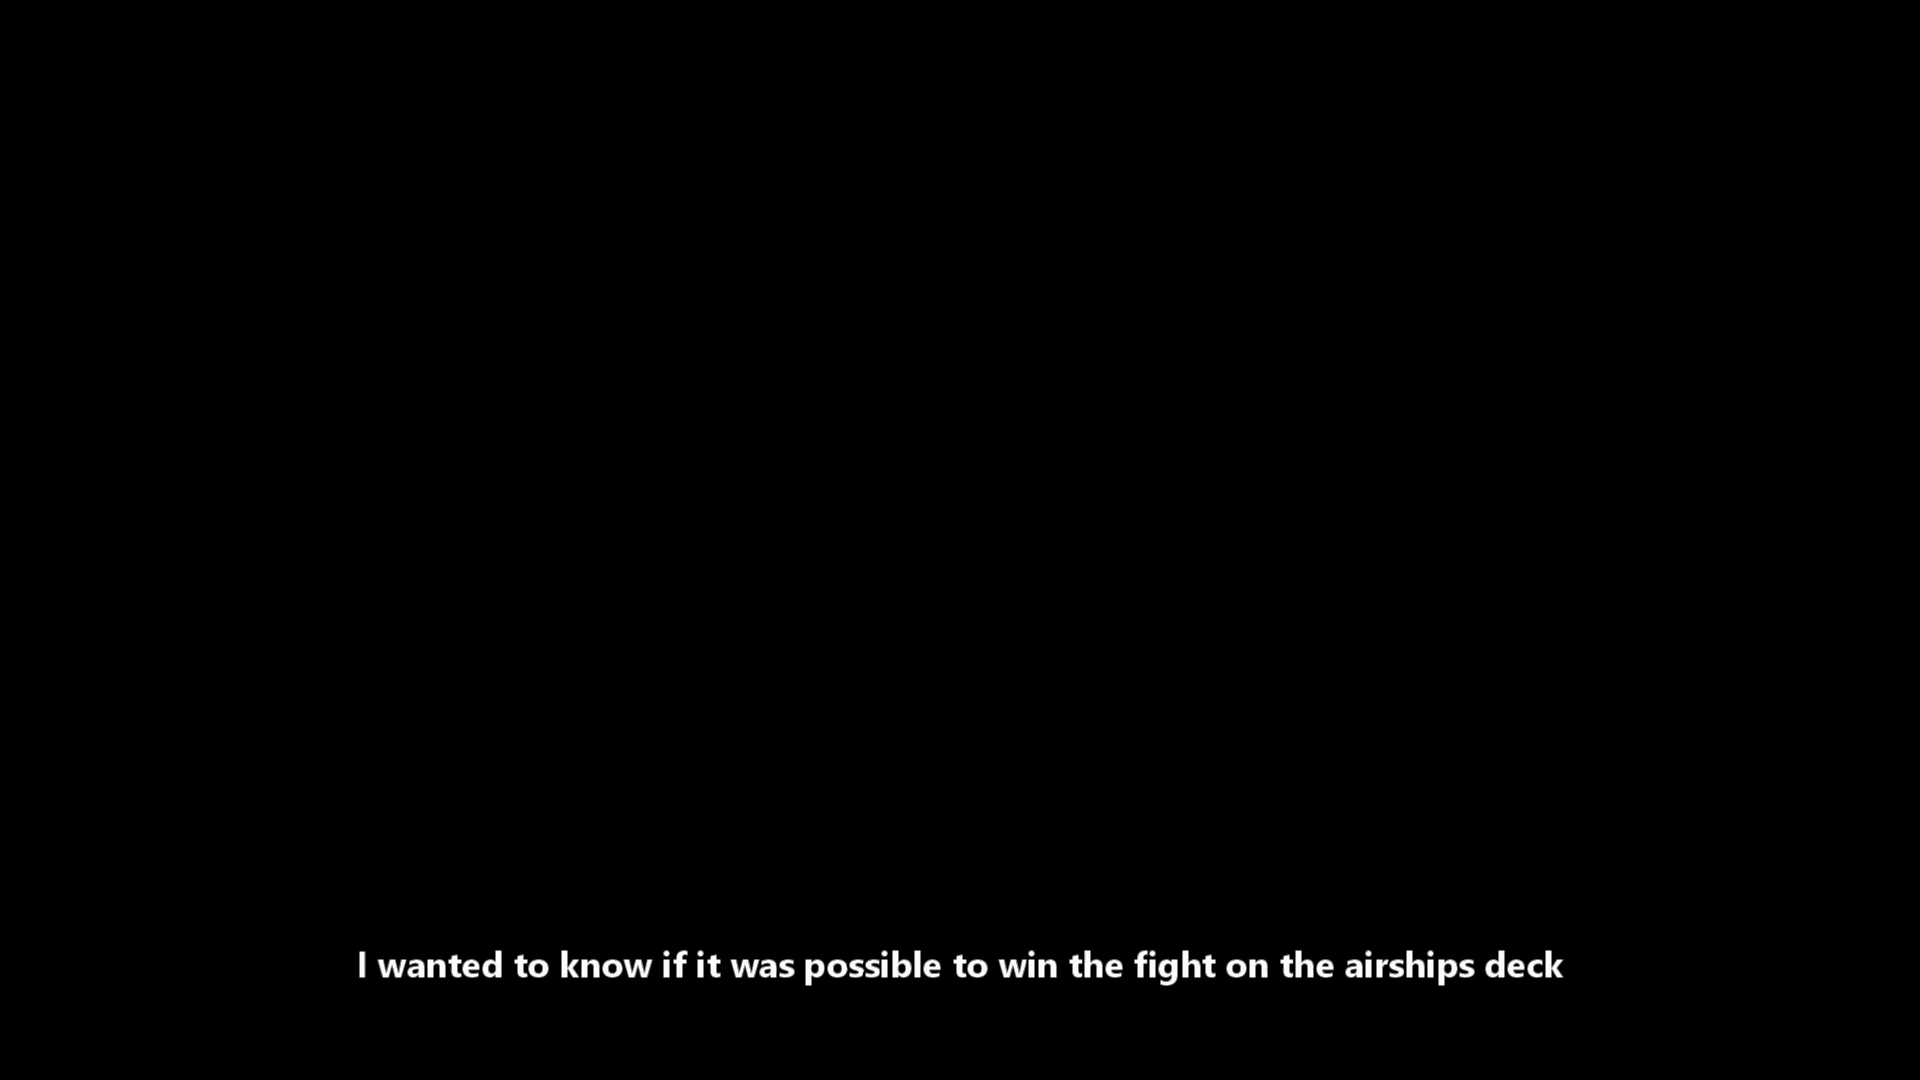 I wanted to know if it was possible to win the fight on the airships deck